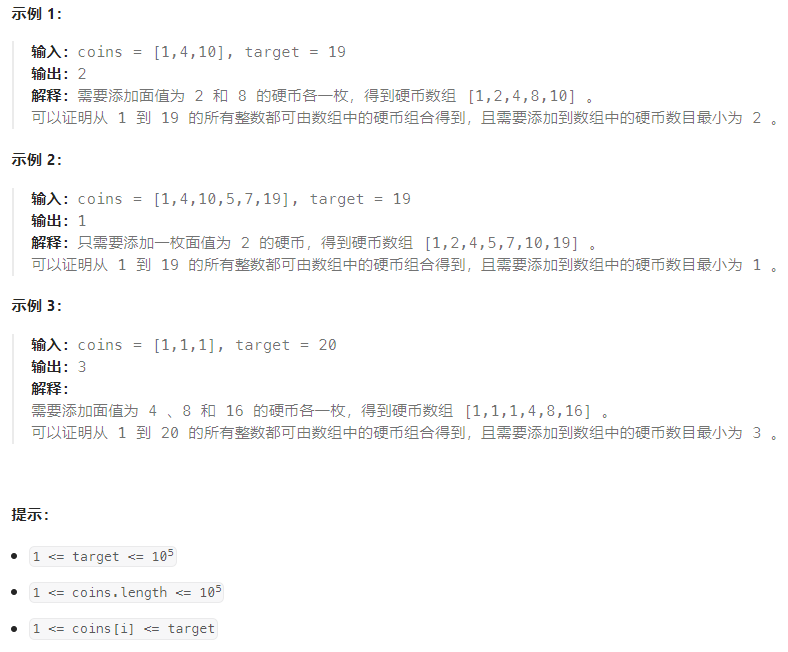 示例 1：
输入：coins = [1,4,10], target = 19
输出：2
解释：需要添加面值为 2 和 8 的硬币各一枚，得到硬币数组 [1,2,4,8,10] 。
可以证明从 1 到 19 的所有整数都可由数组中的硬币组合得到，且需要添加到数组中的硬币数目最小为 2 。
示例 2：
输入：coins = [1,4,10,5,7,19], target = 19
输出：1
解释：只需要添加一枚面值为 2 的硬币，得到硬币数组 [1,2,4,5,7,10,19] 。
可以证明从 1 到 19 的所有整数都可由数组中的硬币组合得到，且需要添加到数组中的硬币数目最小为 1 。
示例 3：
输入：coins = [1,1,1], target = 20
输出：3
解释：
需要添加面值为 4 、8 和 16 的硬币各一枚，得到硬币数组 [1,1,1,4,8,16] 。
可以证明从 1 到 20 的所有整数都可由数组中的硬币组合得到，且需要添加到数组中的硬币数目最小为 3 。
提示：
• 1 <= target <= 10⁵
• 1 <= coins.length <= 10⁵
• 1 <= coins[i] <= target